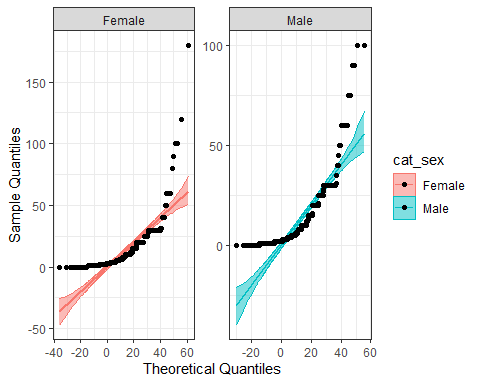 Female
Male
150
100
50
0
-50
100
50
0
-40 -20 0 20 40 60
-20 0 20 40 60
Sample Quantiles
Theoretical Quantiles
cat_sex
Female
Male